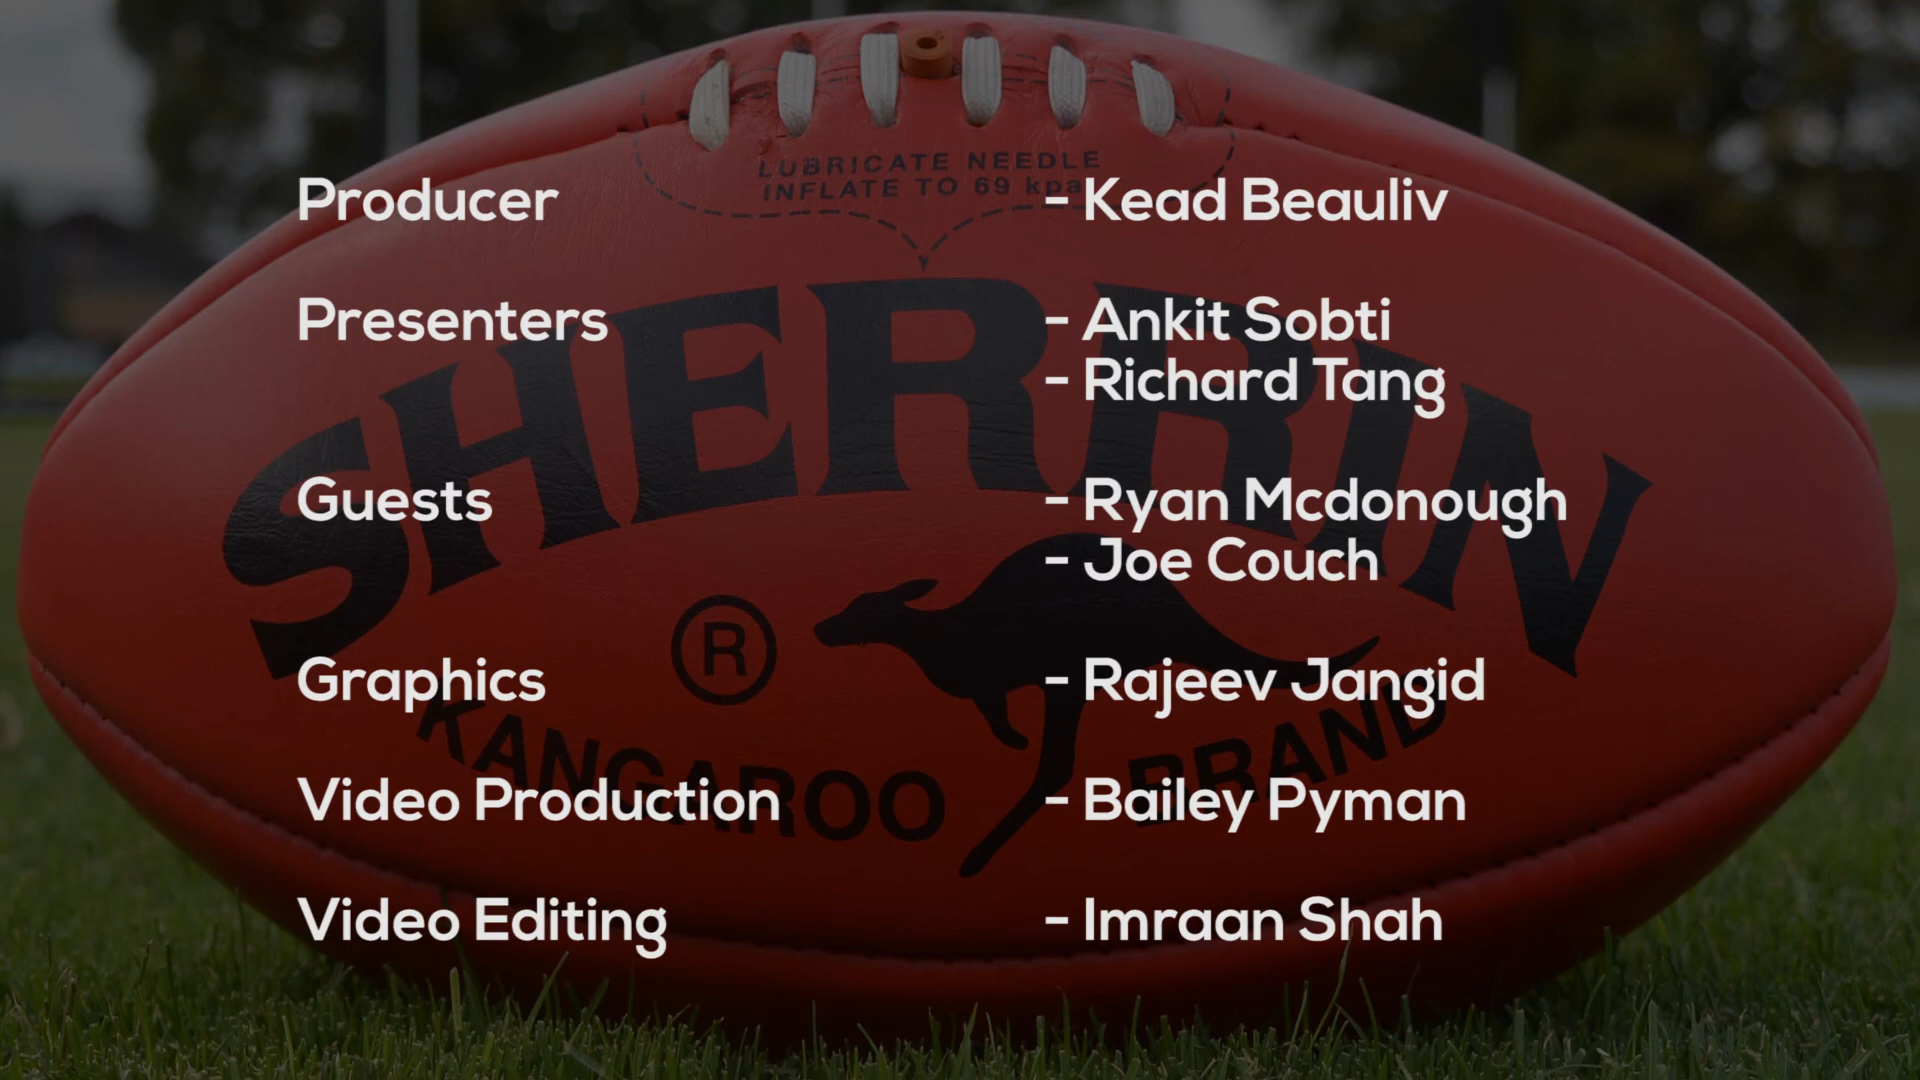 LUBRICATE NEEDLE
INFLATE TO 69 kpa
Producer - Kead Beauliv
Presenters - Ankit Sobti
- Richard Tang
SHERRIN
Guests - Ryan Mcdonough
- Joe Couch
®
Graphics - Rajeev Jangid
KANGAROO BRAND
Video Production - Bailey Pyman
Video Editing - Imraan Shah